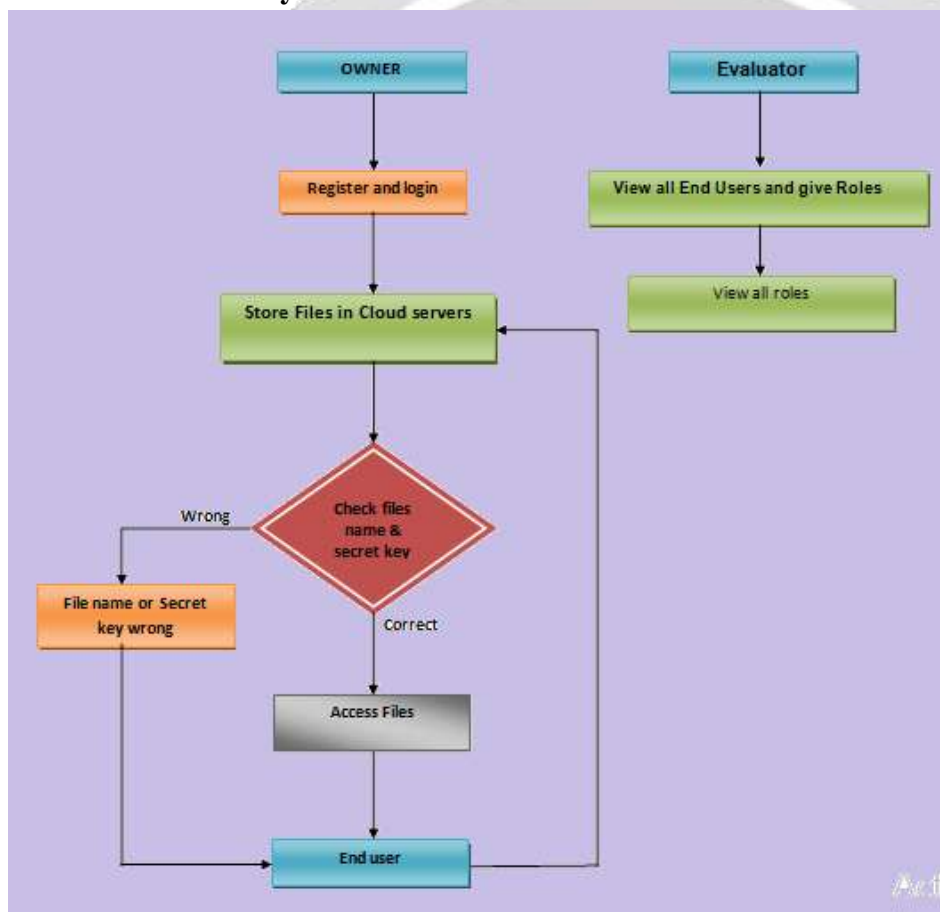 OWNER
Register and login
Store Files in Cloud servers
Check files
name &
secret key
Wrong
File name or Secret
key wrong
Correct
Access Files
End user
Evaluator
View all End Users and give Roles
View all roles